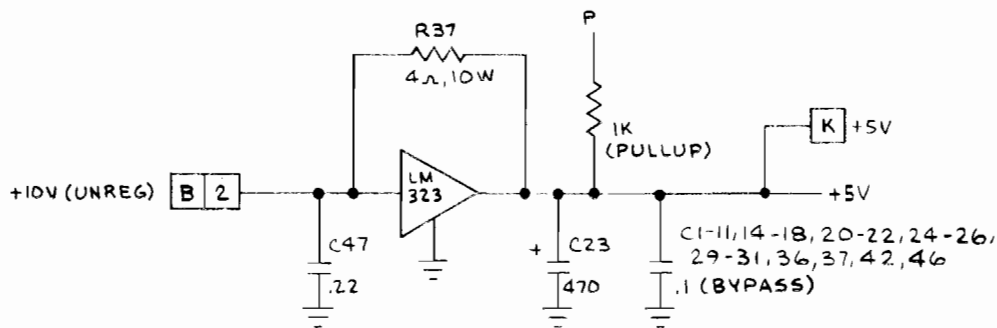 R37
4Ω, 10W
P
1K
(PULLUP)
K +5V
+10V (UNREG) B 2
LM
323
+5V
C47
.22
+ C23
470
C1-11, 14-18, 20-22, 24-26,
29-31, 36, 37, 42, 46
.1 (BYPASS)